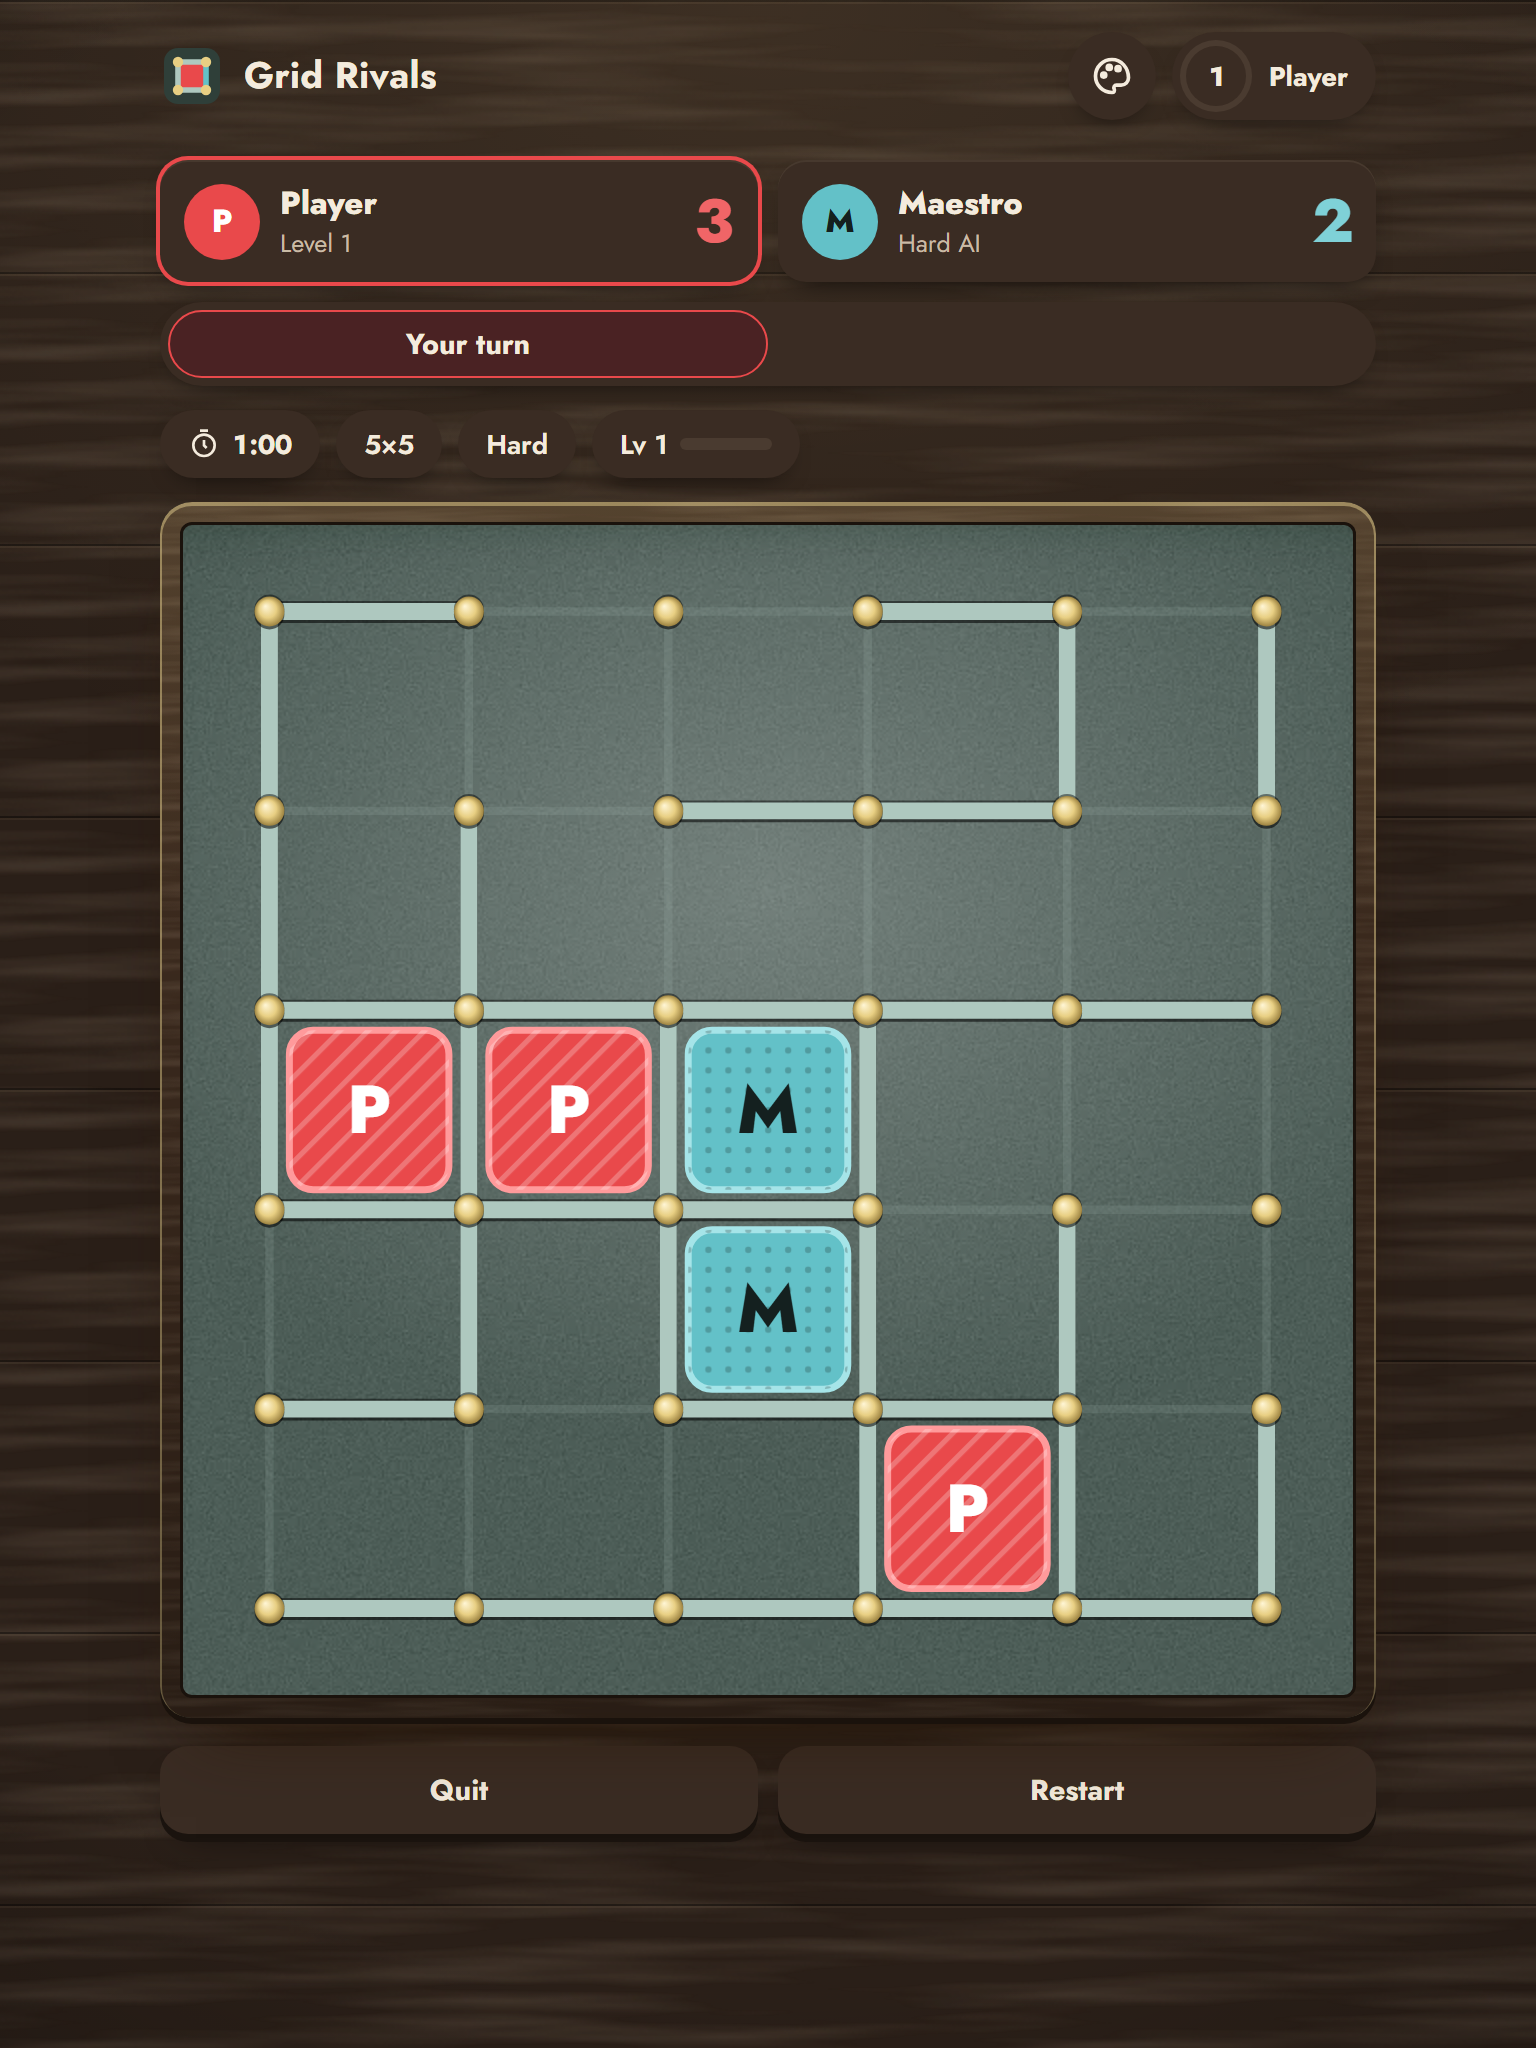 Grid Rivals
1 Player
P Player 3
Level 1
M Maestro 2
Hard AI
Your turn
1:00 5×5 Hard Lv 1
P P M
M
P
Quit Restart